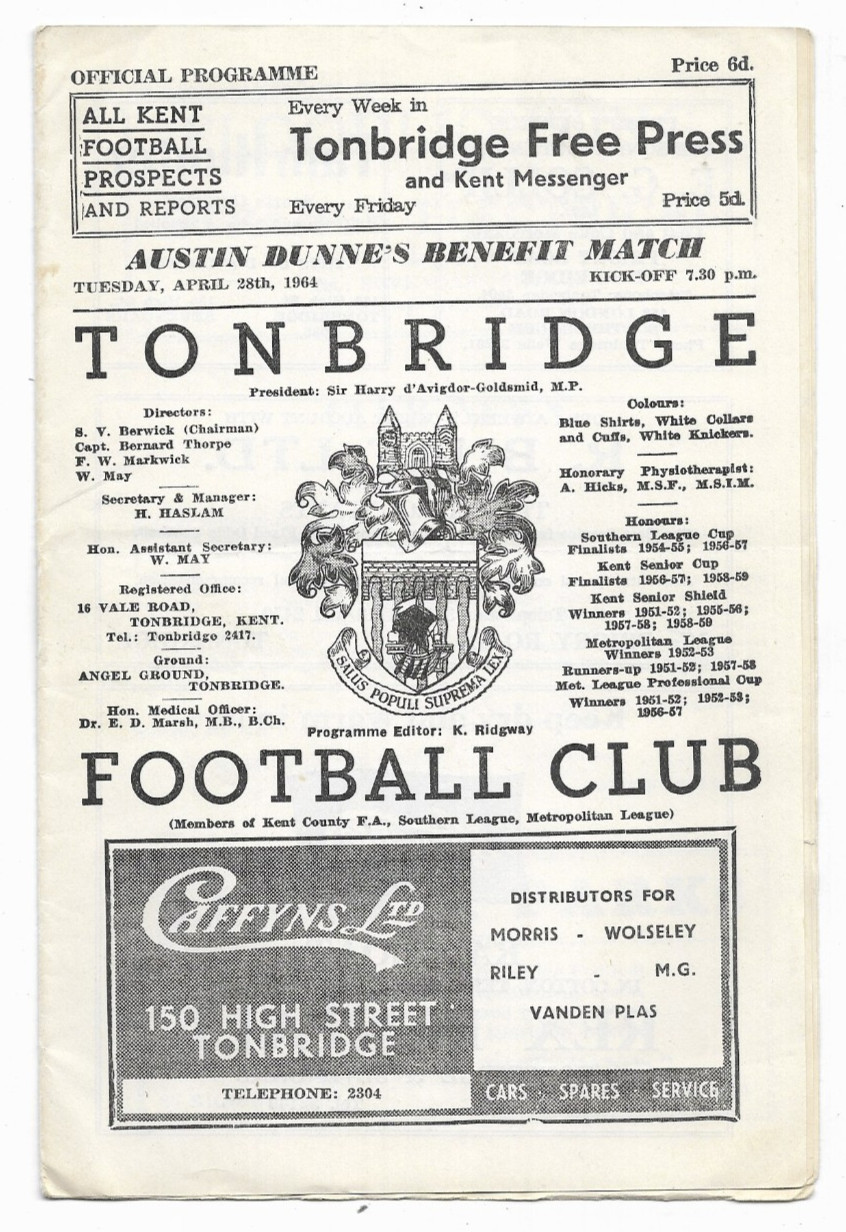 OFFICIAL PROGRAMME
Price 6d.
ALL KENT
FOOTBALL
PROSPECTS
AND REPORTS
Every Week in
Tonbridge Free Press
and Kent Messenger
Every Friday
Price 5d.
AUSTIN DUNNE'S BENEFIT MATCH
TUESDAY, APRIL 28th, 1964
KICK-OFF 7.30 p.m.
TONBRIDGE
President: Sir Harry d'Avigdor-Goldsmid, M.P.
Directors:
S. V. Berwick (Chairman)
Capt. Bernard Thorpe
F. W. Markwick
W. May
Secretary & Manager:
H. HASLAM
Hon. Assistant Secretary:
W. MAY
Registered Office:
16 VALE ROAD,
TONBRIDGE, KENT.
Tel.: Tonbridge 2417.
Ground:
ANGEL GROUND,
TONBRIDGE.
Hon. Medical Officer:
Dr. E. D. Marsh, M.B., B.Ch.
SALUS POPULI SUPREMA LEX
Colours:
Blue Shirts, White Collars
and Cuffs, White Knickers.
Honorary Physiotherapist:
A. Hicks, M.S.F., M.S.I.M.
Honours:
Southern League Cup
Finalists 1954-55; 1956-57
Kent Senior Cup
Finalists 1956-57; 1958-59
Kent Senior Shield
Winners 1951-52; 1955-56;
1957-58; 1958-59
Metropolitan League
Winners 1952-53
Runners-up 1951-52; 1957-58
Met. League Professional Cup
Winners 1951-52; 1952-53;
1956-57
Programme Editor: K. Ridgway
FOOTBALL CLUB
(Members of Kent County F.A., Southern League, Metropolitan League)
CAFFYNS LTD
150 HIGH STREET
TONBRIDGE
TELEPHONE: 2304
DISTRIBUTORS FOR
MORRIS - WOLSELEY
RILEY - M.G.
VANDEN PLAS
CARS · SPARES · SERVICE